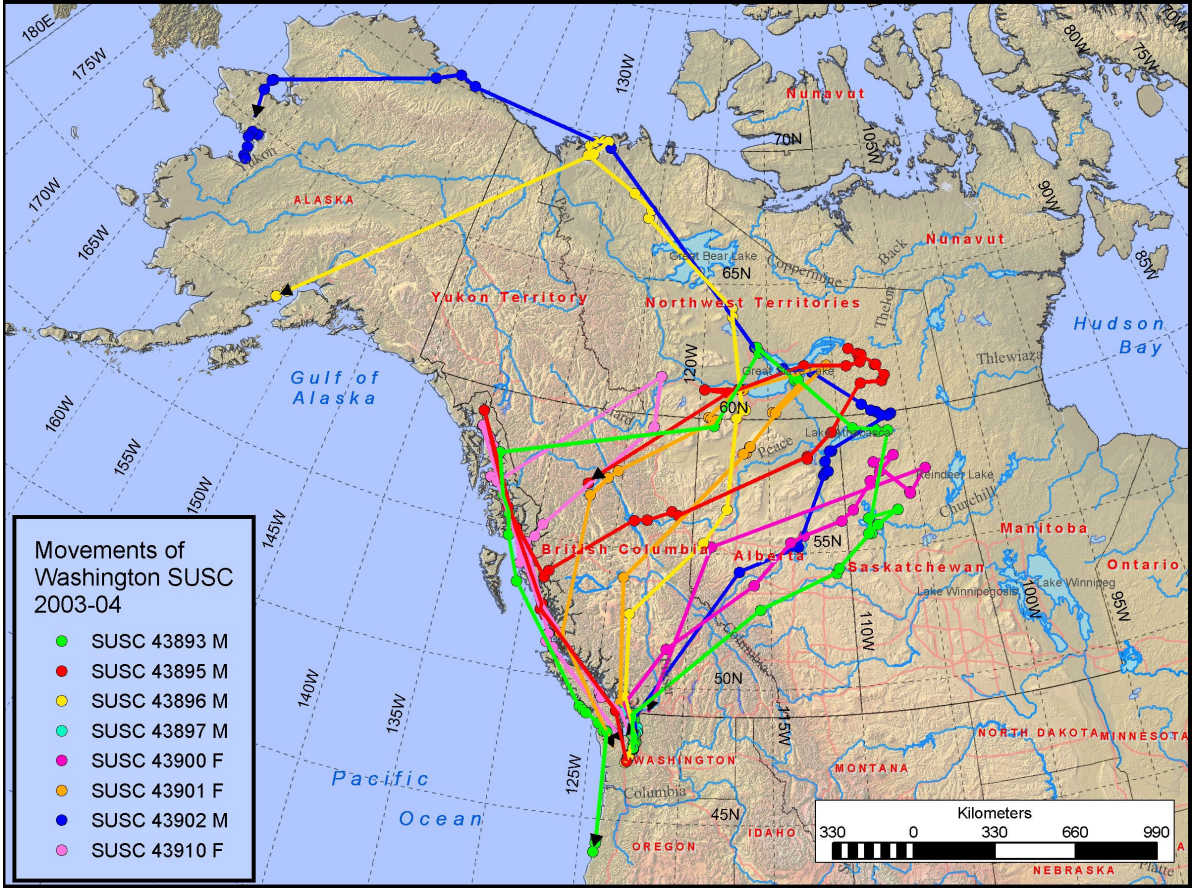 180E
175W
170W
165W
160W
155W
150W
145W
140W
135W
130W
125W
120W
115W
110W
105W
100W
95W
90W
85W
80W
75W
70W
70N
65N
60N
55N
50N
45N
Nunavut
Nunavut
ALASKA
Yukon
Peel
Great Bear Lake
Coppermine
Back
Thelon
Yukon Territory
Northwest Territories
Hudson
Bay
Thlewiaza
Gulf of
Alaska
Great Slave Lake
Liard
Peace
Lake Athabasca
Reindeer Lake
Churchill
Manitoba
British Columbia
Alberta
Saskatchewan
Ontario
Lake Winnipeg
Lake Winnipegosis
Columbia
Pacific
Ocean
WASHINGTON
MONTANA
NORTH DAKOTA
MINNESOTA
Columbia
OREGON
IDAHO
NEBRASKA
Platte
Movements of
Washington SUSC
2003-04
SUSC 43893 M
SUSC 43895 M
SUSC 43896 M
SUSC 43897 M
SUSC 43900 F
SUSC 43901 F
SUSC 43902 M
SUSC 43910 F
Kilometers
330 0 330 660 990